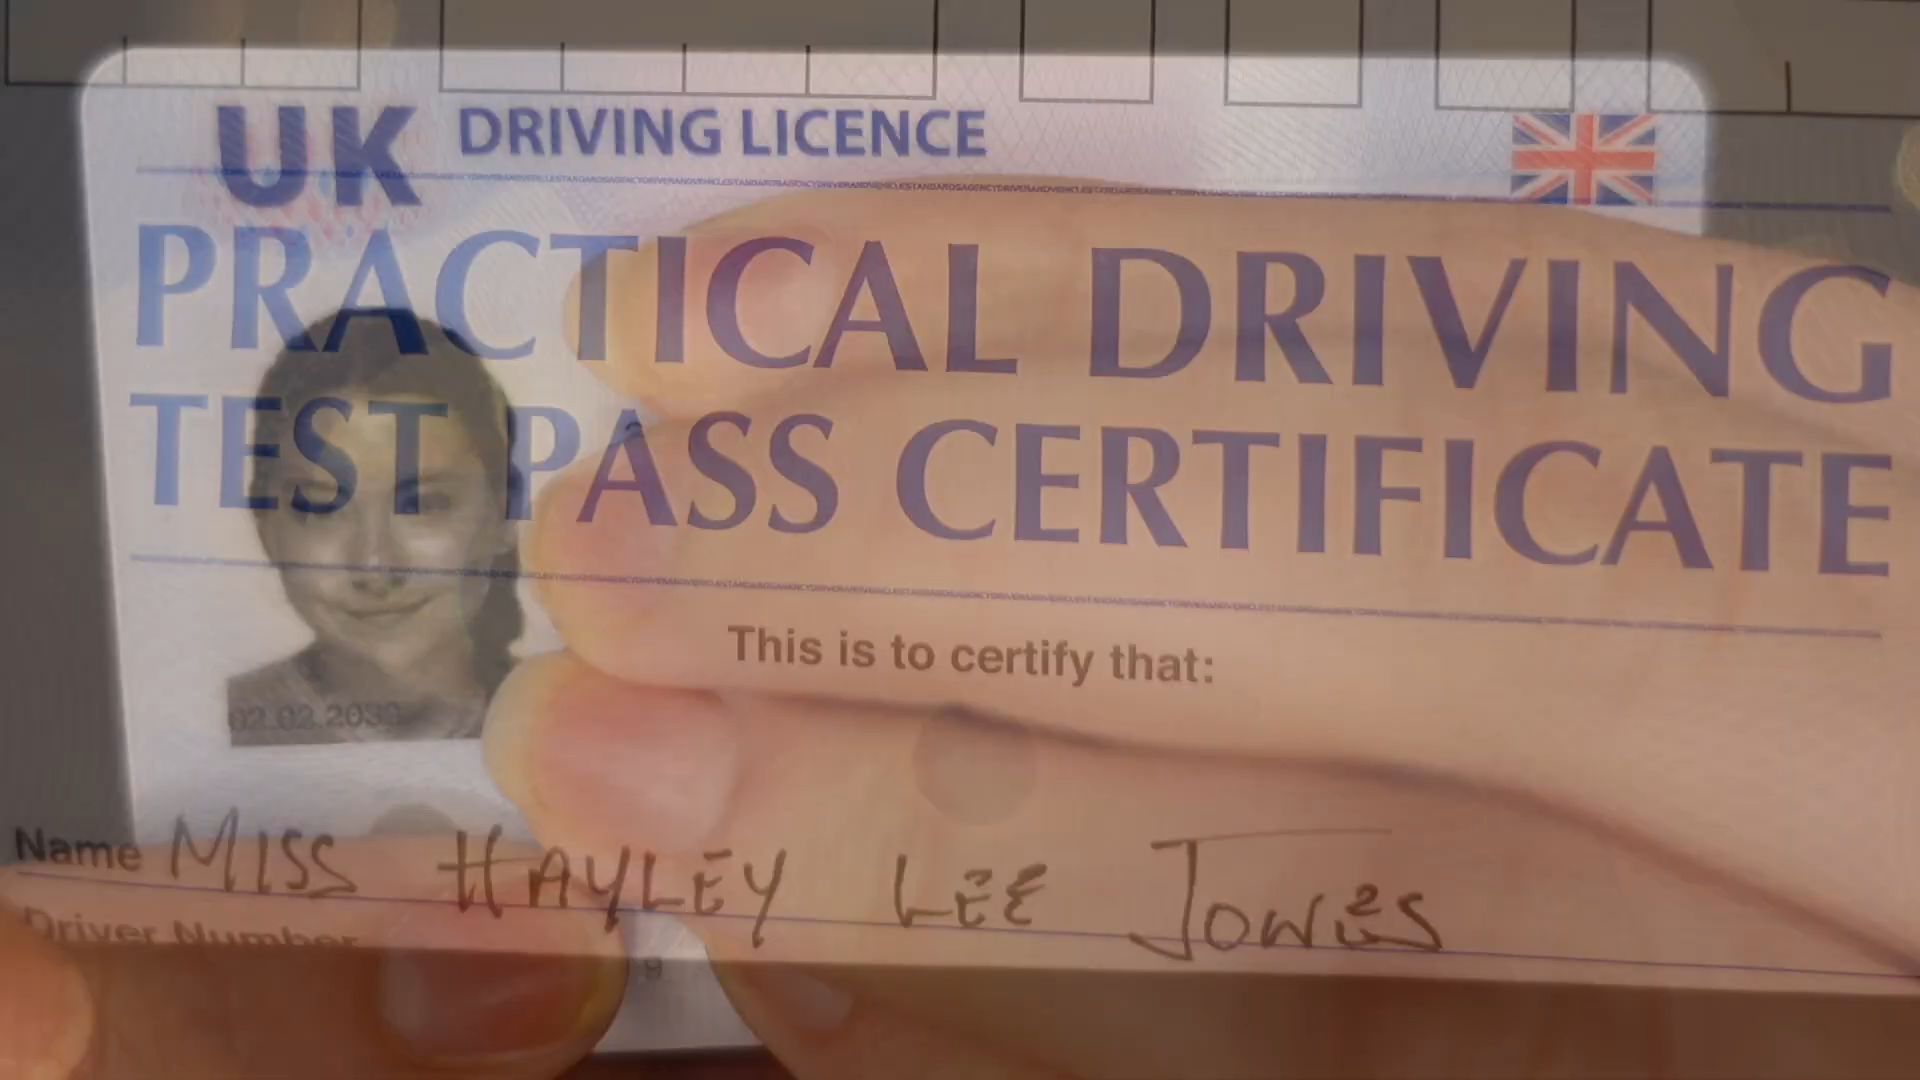 UK DRIVING LICENCE
PRACTICAL DRIVING
TEST PASS CERTIFICATE
This is to certify that:
02.02.2030
Name MISS HAYLEY LEE JONES
Driver Number
9